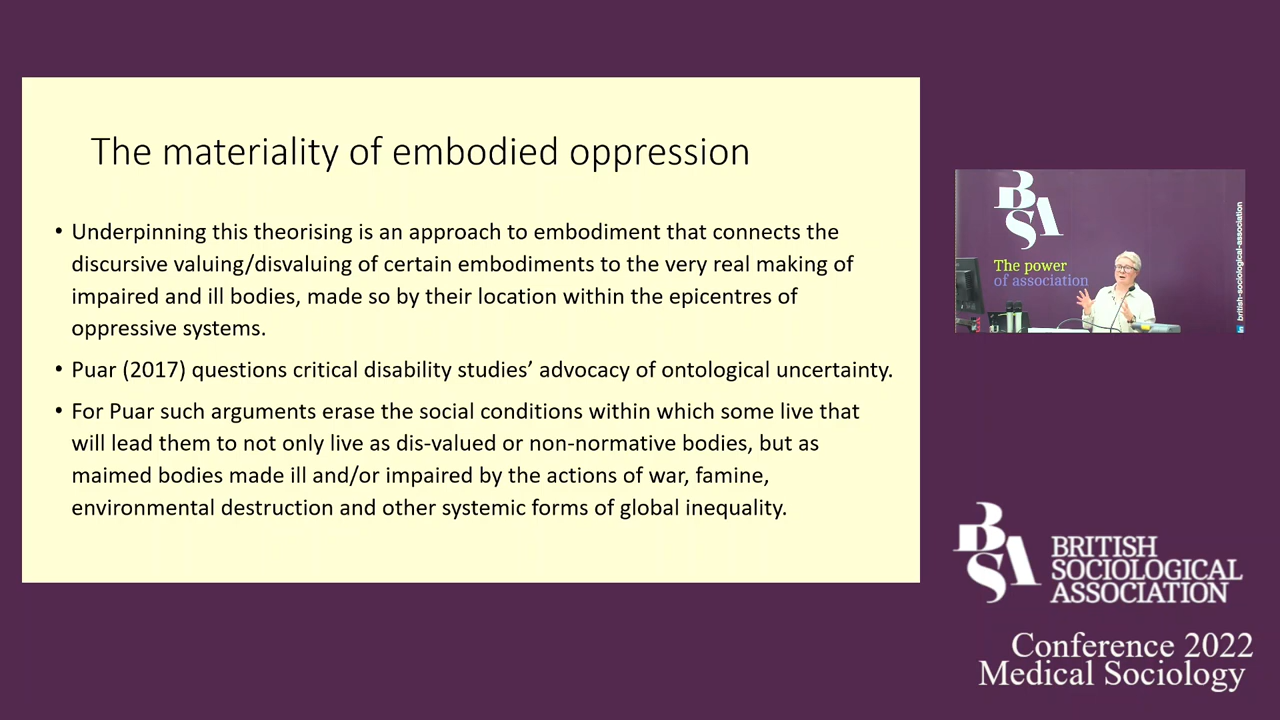 The materiality of embodied oppression
• Underpinning this theorising is an approach to embodiment that connects the
discursive valuing/disvaluing of certain embodiments to the very real making of
impaired and ill bodies, made so by their location within the epicentres of
oppressive systems.
• Puar (2017) questions critical disability studies’ advocacy of ontological uncertainty.
• For Puar such arguments erase the social conditions within which some live that
will lead them to not only live as dis-valued or non-normative bodies, but as
maimed bodies made ill and/or impaired by the actions of war, famine,
environmental destruction and other systemic forms of global inequality.
BSA
The power
of association
british-sociological-association
in
BSA
BRITISH
SOCIOLOGICAL
ASSOCIATION
Conference 2022
Medical Sociology